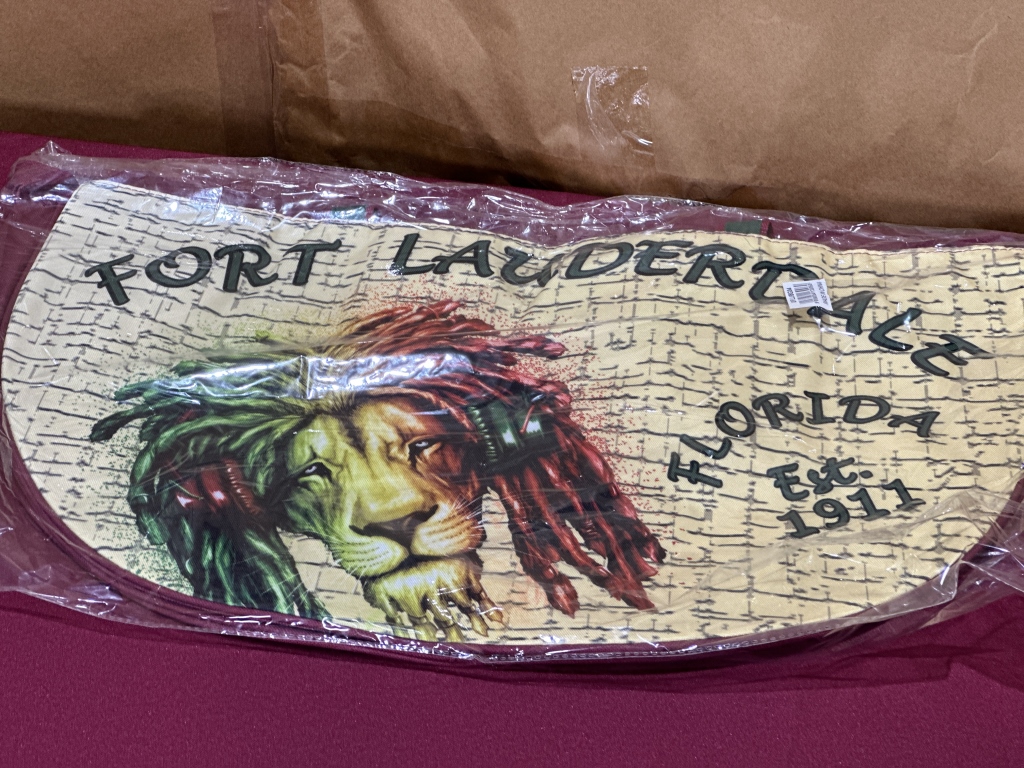 FORT LAUDERDALE
FLORIDA
Est.
1911